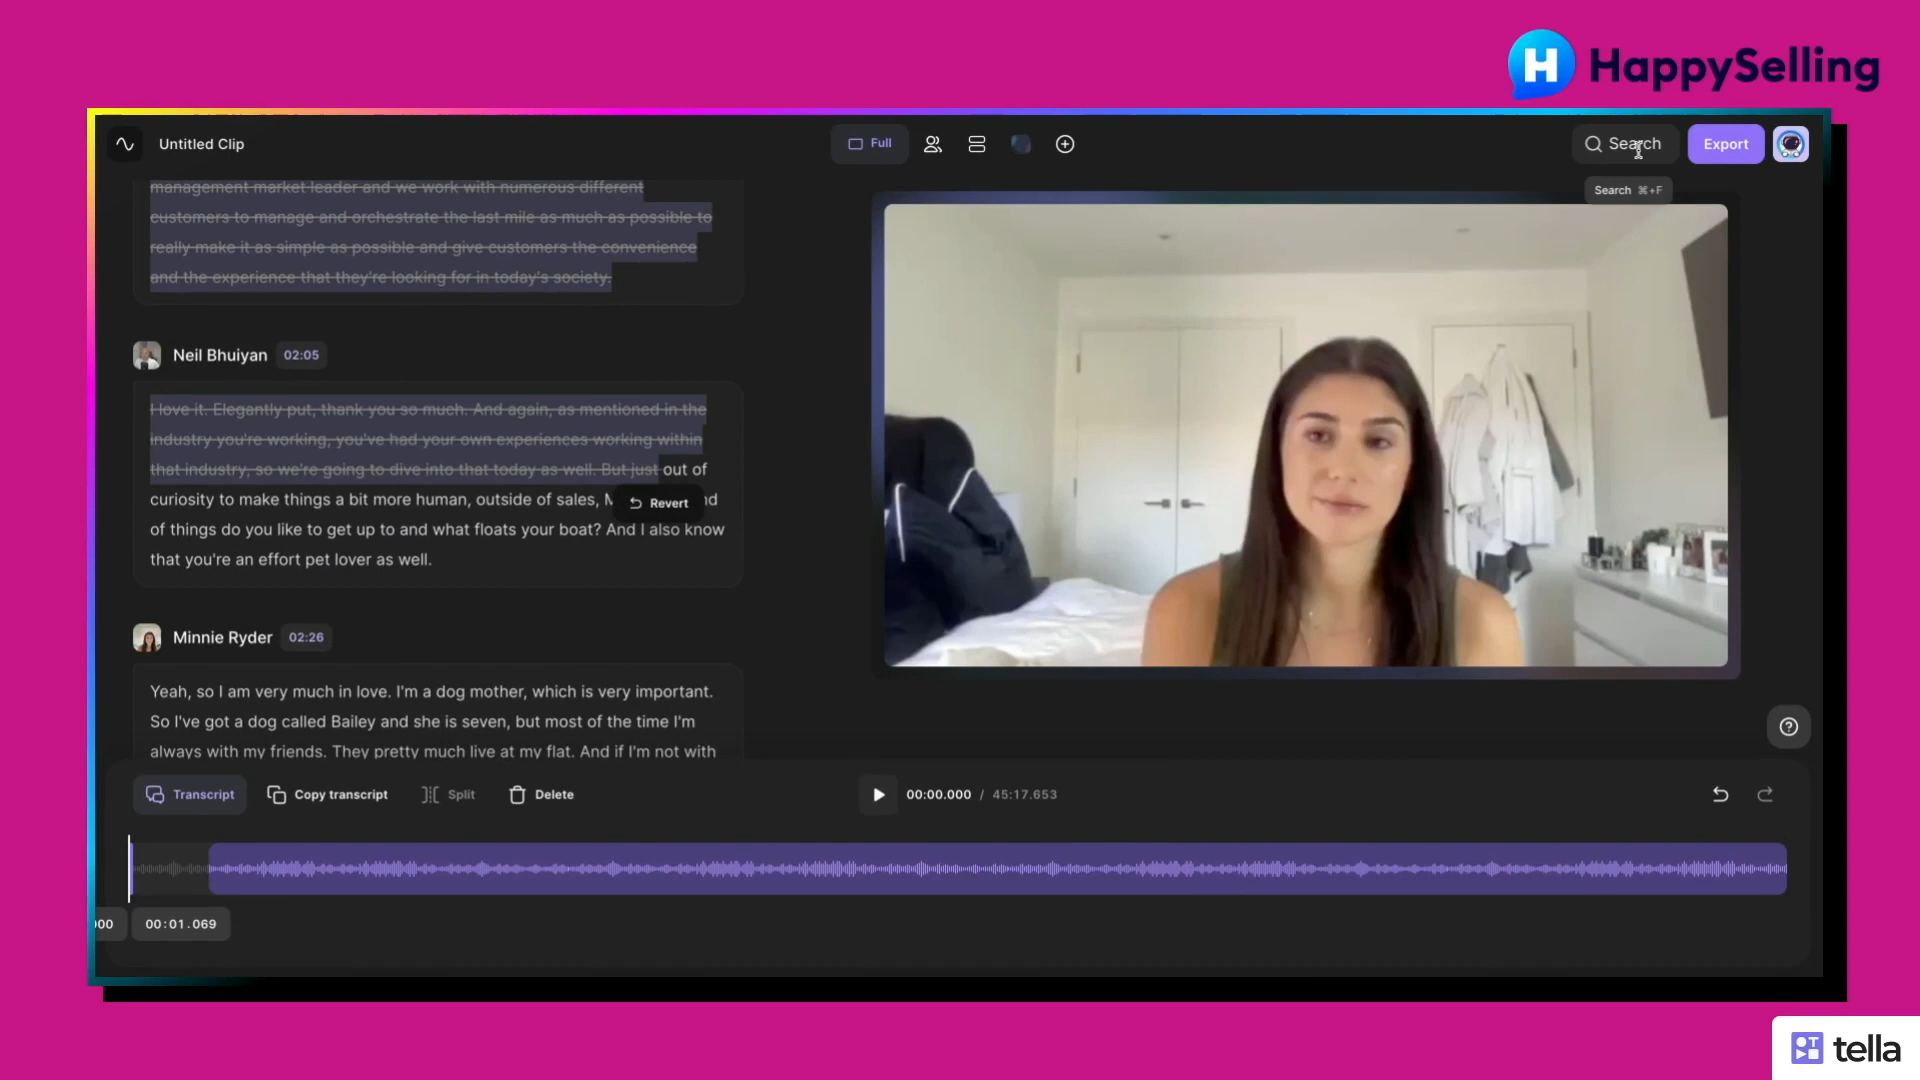 H HappySelling
Untitled Clip
Full
Search
Export
Search ⌘+F
management market leader and we work with numerous different
customers to manage and orchestrate the last mile as much as possible to
really make it as simple as possible and give customers the convenience
and the experience that they're looking for in today's society.
Neil Bhuiyan 02:05
I love it. Elegantly put, thank you so much. And again, as mentioned in the
industry you're working, you've had your own experiences working within
that industry, so we're going to dive into that today as well. But just out of
curiosity to make things a bit more human, outside of sales,
Revert
of things do you like to get up to and what floats your boat? And I also know
that you're an effort pet lover as well.
Minnie Ryder 02:26
Yeah, so I am very much in love. I'm a dog mother, which is very important.
So I've got a dog called Bailey and she is seven, but most of the time I'm
always with my friends. They pretty much live at my flat. And if I'm not with
Transcript
Copy transcript
Split
Delete
00:00.000 / 45:17.653
000
00:01.069
tella